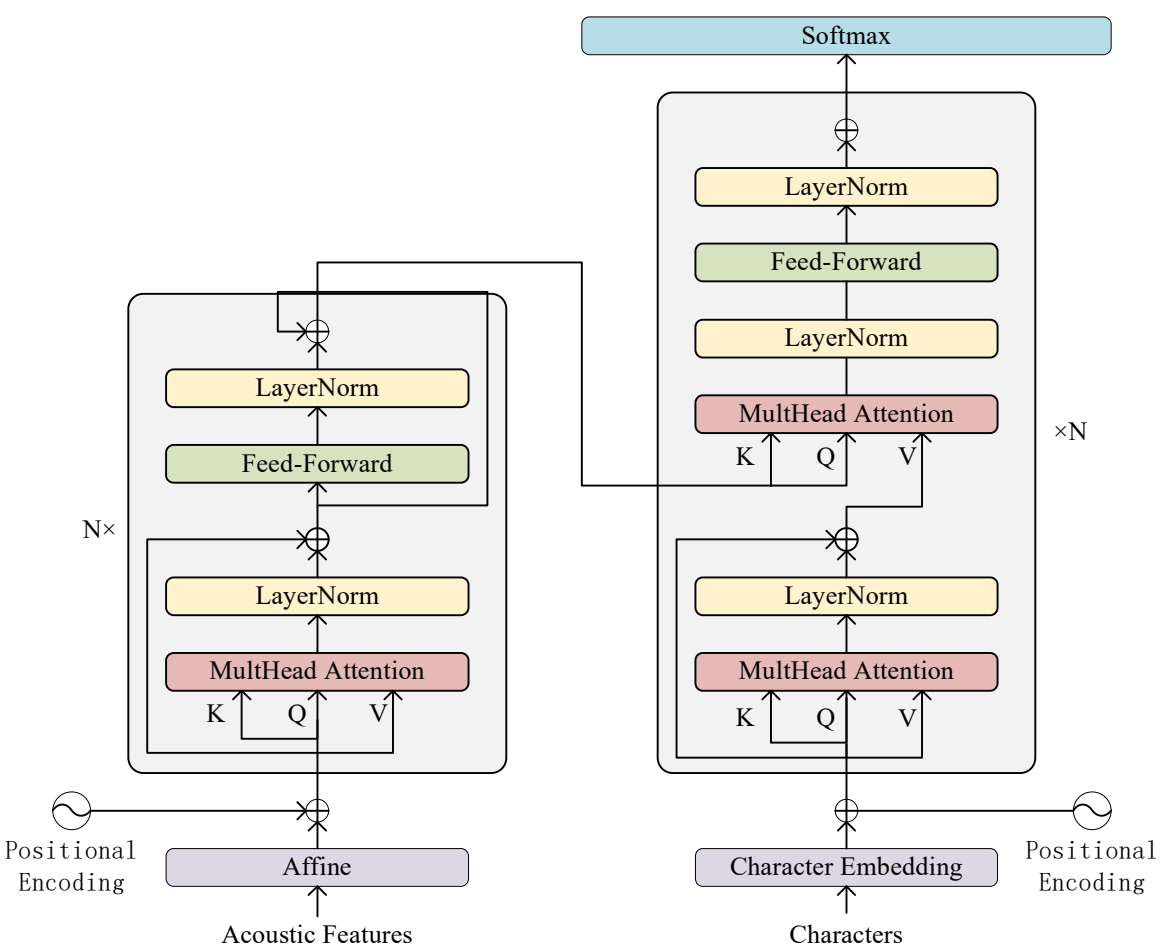 Softmax
LayerNorm
Feed-Forward
LayerNorm
MultHead Attention
K Q V
×N
LayerNorm
MultHead Attention
K Q V
Positional
Encoding
Character Embedding
Characters
LayerNorm
Feed-Forward
N×
LayerNorm
MultHead Attention
K Q V
Positional
Encoding
Affine
Acoustic Features